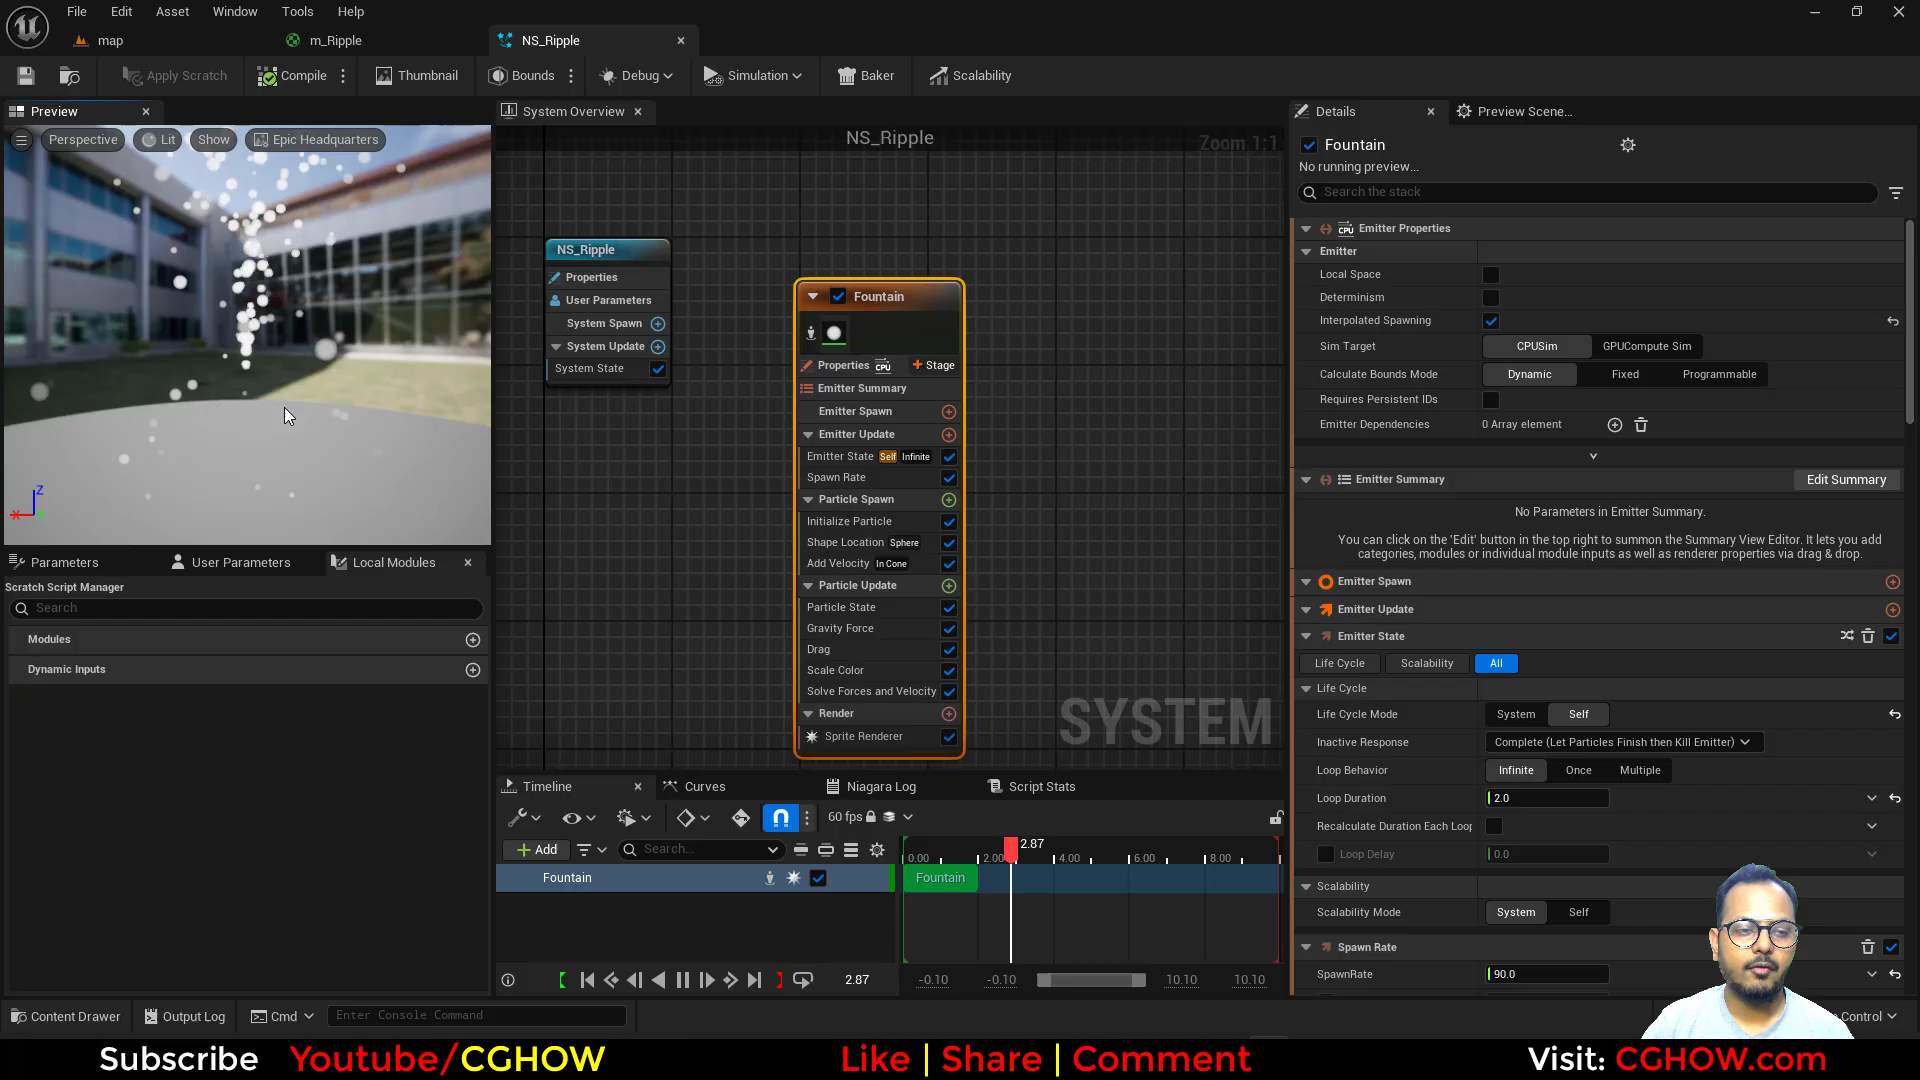 File Edit Asset Window Tools Help
map m_Ripple NS_Ripple
Apply Scratch Compile Thumbnail Bounds Debug Simulation Baker Scalability
Preview System Overview Details Preview Scene...
Perspective Lit Show Epic Headquarters
NS_Ripple
Zoom 1:1
Fountain
No running preview...
Search the stack
Z
X
NS_Ripple
Properties
User Parameters
System Spawn
System Update
System State
Fountain
Properties CPU Stage
Emitter Summary
Emitter Spawn
Emitter Update
Emitter State Self Infinite
Spawn Rate
Particle Spawn
Initialize Particle
Shape Location Sphere
Add Velocity In Cone
Particle Update
Particle State
Gravity Force
Drag
Scale Color
Solve Forces and Velocity
Render
Sprite Renderer
SYSTEM
CPU Emitter Properties
Emitter
Local Space
Determinism
Interpolated Spawning
Sim Target CPUSim GPUCompute Sim
Calculate Bounds Mode Dynamic Fixed Programmable
Requires Persistent IDs
Emitter Dependencies 0 Array element
Emitter Summary Edit Summary
No Parameters in Emitter Summary.
You can click on the 'Edit' button in the top right to summon the Summary View Editor. It lets you add
categories, modules or individual module inputs as well as renderer properties via drag & drop.
Emitter Spawn
Emitter Update
Emitter State
Life Cycle Scalability All
Life Cycle
Life Cycle Mode System Self
Inactive Response Complete (Let Particles Finish then Kill Emitter)
Loop Behavior Infinite Once Multiple
Loop Duration 2.0
Recalculate Duration Each Loop
Loop Delay 0.0
Scalability
Scalability Mode System Self
Spawn Rate
SpawnRate 90.0
Parameters User Parameters Local Modules
Scratch Script Manager
Search
Modules
Dynamic Inputs
Timeline Curves Niagara Log Script Stats
60 fps
Add Search...
2.87
0.00 2.00 4.00 6.00 8.00
Fountain Fountain
2.87 -0.10 -0.10 10.10 10.10
Content Drawer Output Log Cmd Enter Console Command Control
Subscribe Youtube/CGHOW Like | Share | Comment Visit: CGHOW.com